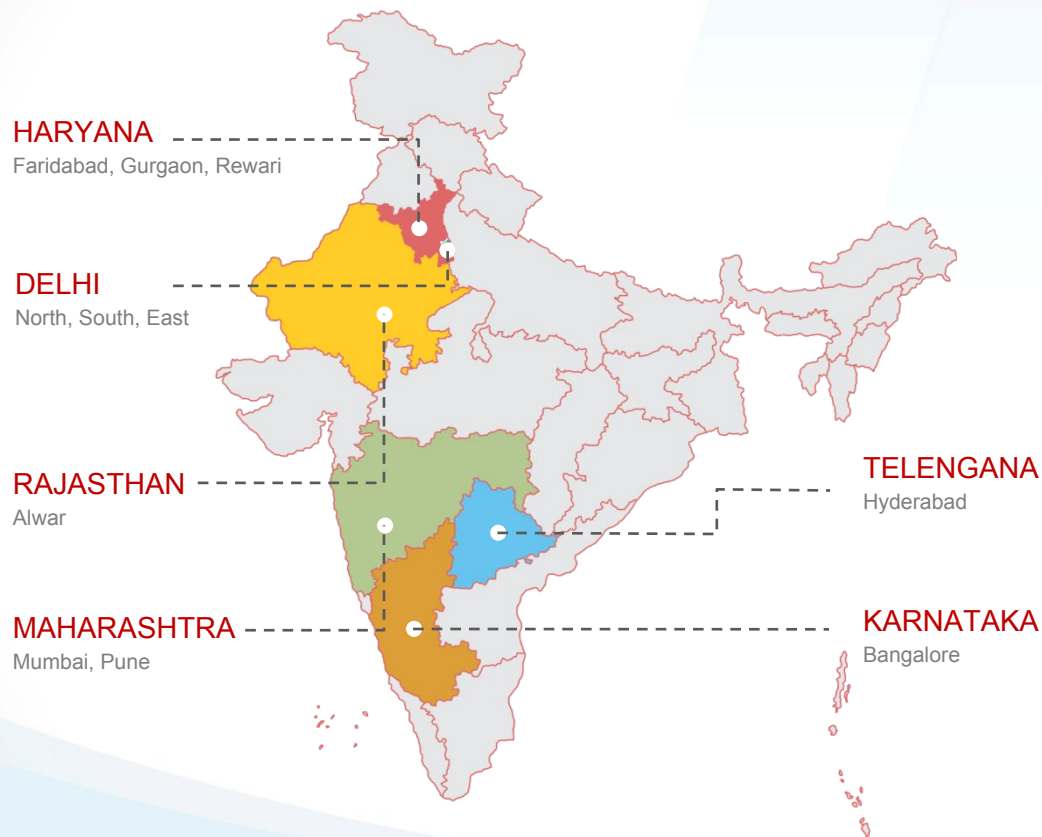 HARYANA
Faridabad, Gurgaon, Rewari
DELHI
North, South, East
RAJASTHAN
Alwar
MAHARASHTRA
Mumbai, Pune
TELENGANA
Hyderabad
KARNATAKA
Bangalore